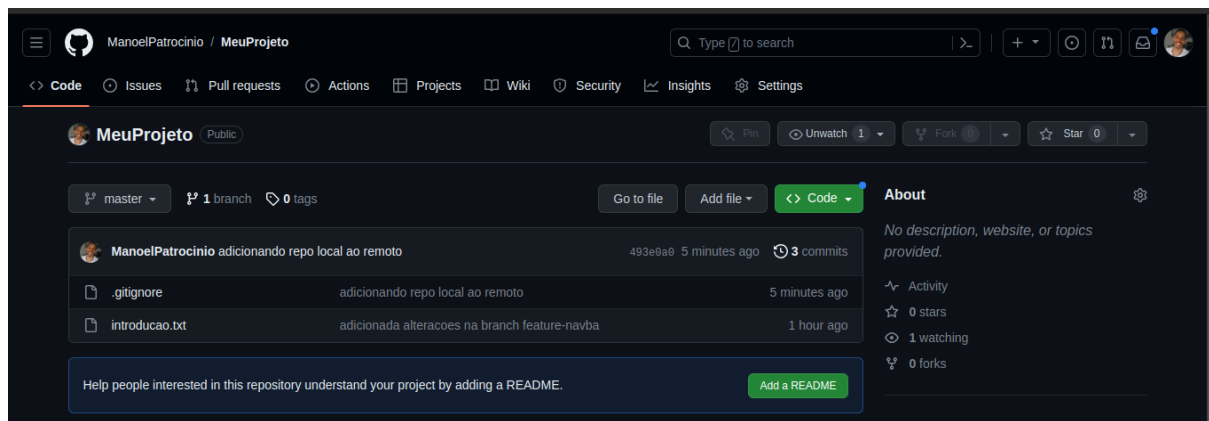 ManoelPatrocinio / MeuProjeto
Type / to search
Code Issues Pull requests Actions Projects Wiki Security Insights Settings
MeuProjeto Public
Pin Unwatch 1 Fork 0 Star 0
master 1 branch 0 tags Go to file Add file Code
About
No description, website, or topics
provided.
ManoelPatrocinio adicionando repo local ao remoto 493e0a0 5 minutes ago 3 commits
.gitignore adicionando repo local ao remoto 5 minutes ago
introducao.txt adicionada alteracoes na branch feature-navba 1 hour ago
Help people interested in this repository understand your project by adding a README. Add a README
Activity
0 stars
1 watching
0 forks